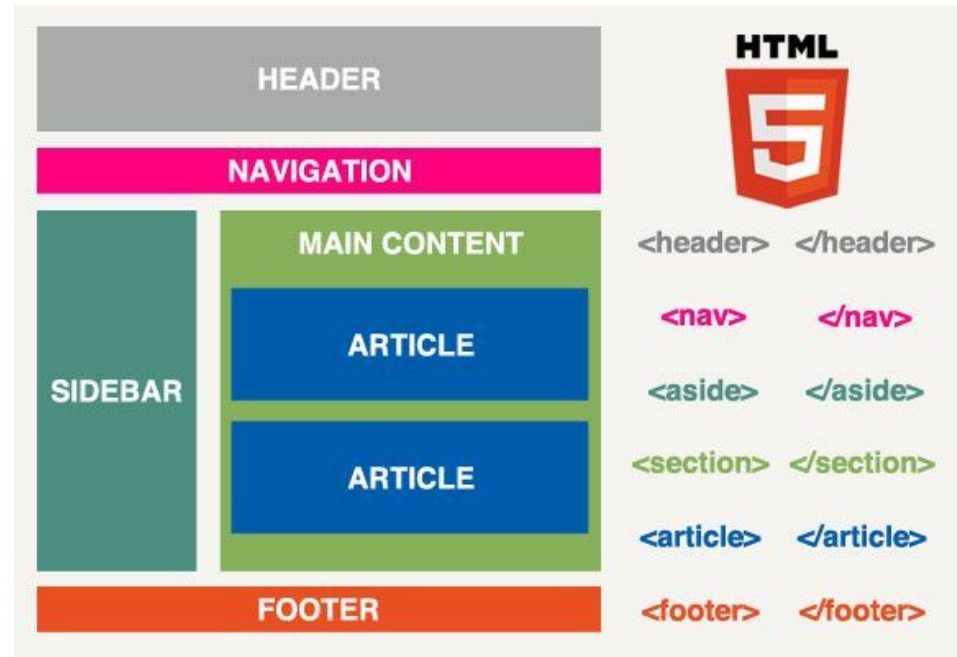 HEADER
NAVIGATION
SIDEBAR
MAIN CONTENT
ARTICLE
ARTICLE
FOOTER
HTML
5
<header> </header>
<nav> </nav>
<aside> </aside>
<section> </section>
<article> </article>
<footer> </footer>